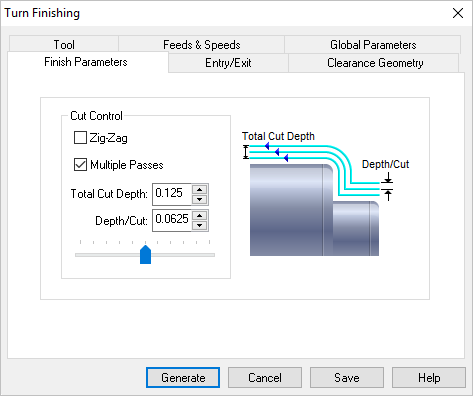 Turn Finishing
Tool Feeds & Speeds Global Parameters
Finish Parameters Entry/Exit Clearance Geometry
Cut Control
Zig-Zag
Multiple Passes
Total Cut Depth: 0.125
Depth/Cut: 0.0625
Total Cut Depth
Depth/Cut
Generate Cancel Save Help